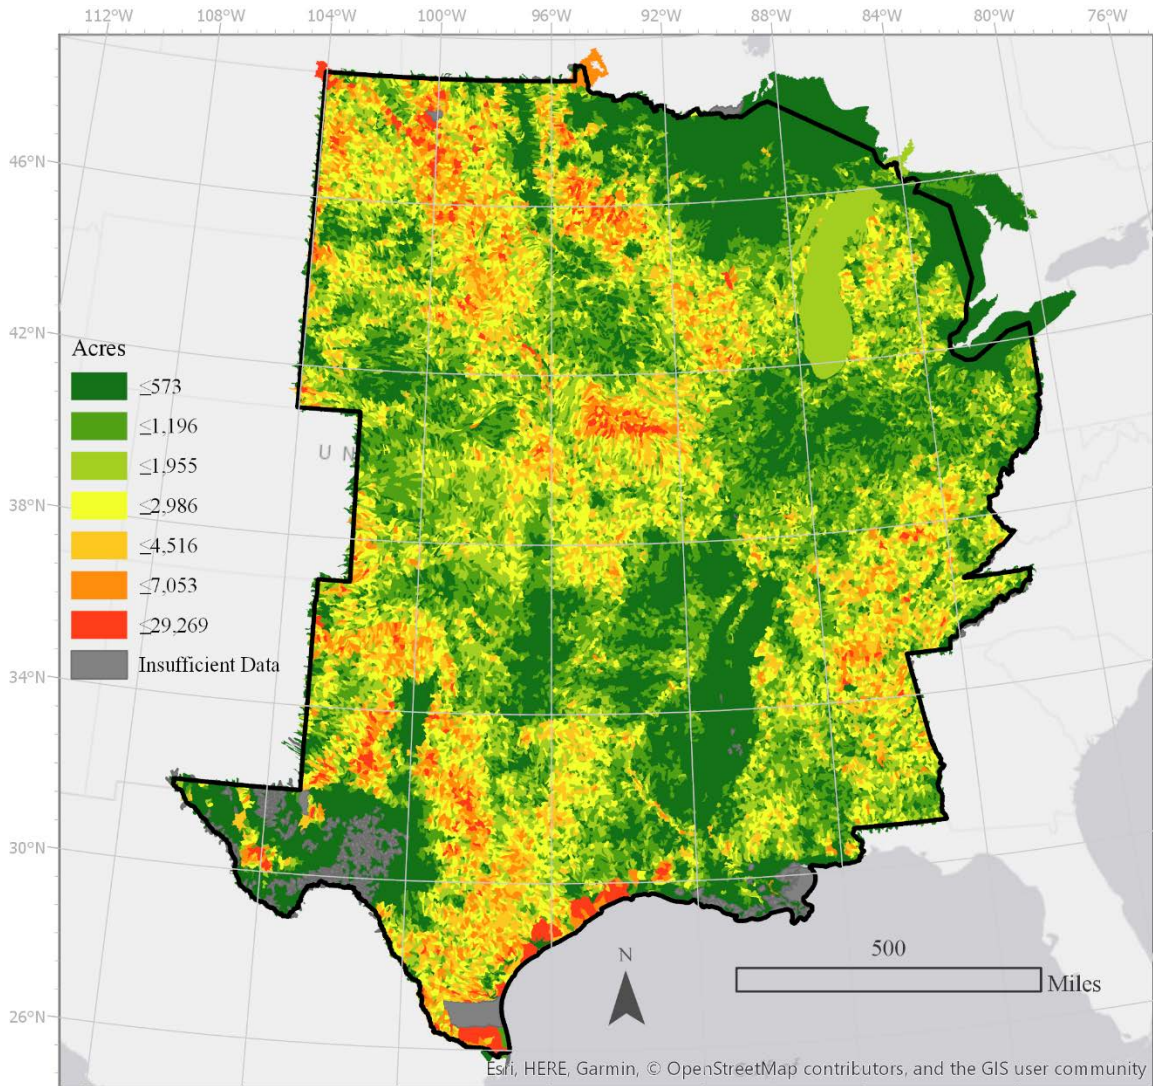 112°W 108°W 104°W 100°W 96°W 92°W 88°W 84°W 80°W 76°W
46°N
42°N
Acres
≤573
≤1,196
≤1,955
38°N
U N
≤2,986
≤4,516
≤7,053
≤29,269
Insufficient Data
34°N
30°N
N
500
Miles
26°N
Esri, HERE, Garmin, © OpenStreetMap contributors, and the GIS user community